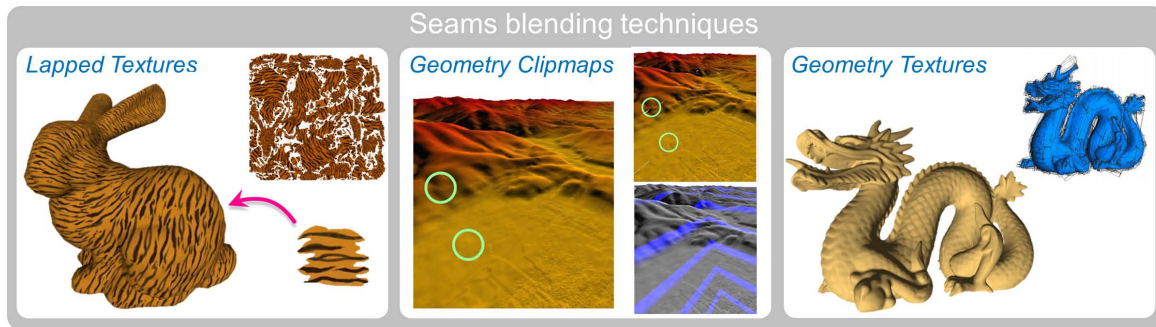 Seams blending techniques
Lapped Textures
Geometry Clipmaps
Geometry Textures